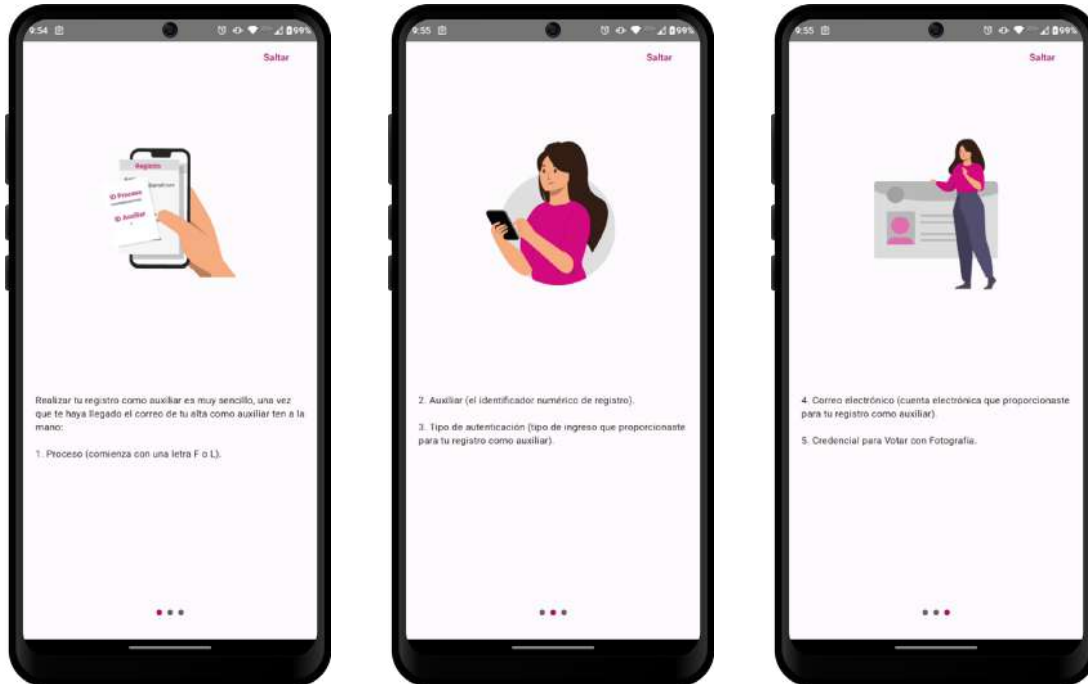 9:54
99%
Saltar
Registro
ID Proceso
ID Auxiliar
Realizar tu registro como auxiliar es muy sencillo, una vez
que te haya llegado el correo de tu alta como auxiliar ten a la
mano:
1. Proceso (comienza con una letra F o L).
9:55
99%
Saltar
2. Auxiliar (el identificador numérico de registro).
3. Tipo de autenticación (tipo de ingreso que proporcionaste
para tu registro como auxiliar).
9:55
99%
Saltar
4. Correo electrónico (cuenta electrónica que proporcionaste
para tu registro como auxiliar).
5. Credencial para Votar con Fotografía.